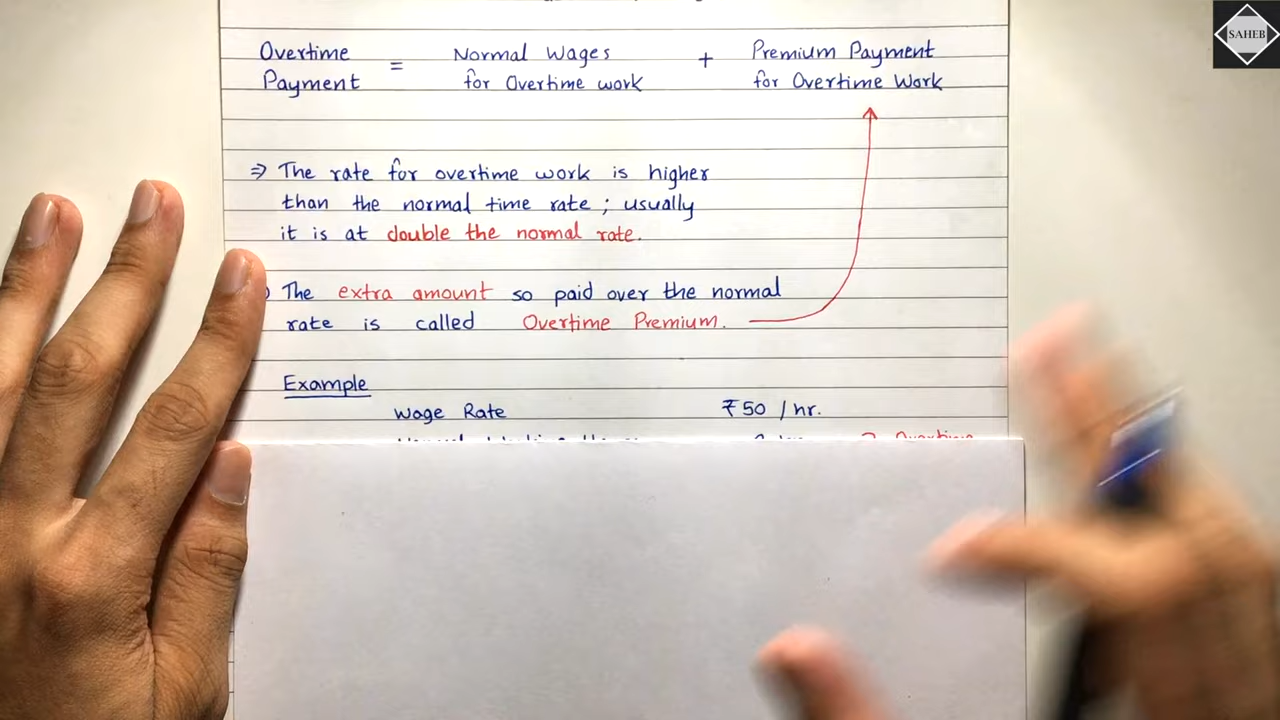 SAHEB
Overtime Payment = Normal Wages for Overtime work + Premium Payment for Overtime Work
⇒ The rate for overtime work is higher
than the normal time rate ; usually
it is at double the normal rate.
The extra amount so paid over the normal
rate is called Overtime Premium.
Example
Wage Rate ₹50 / hr.